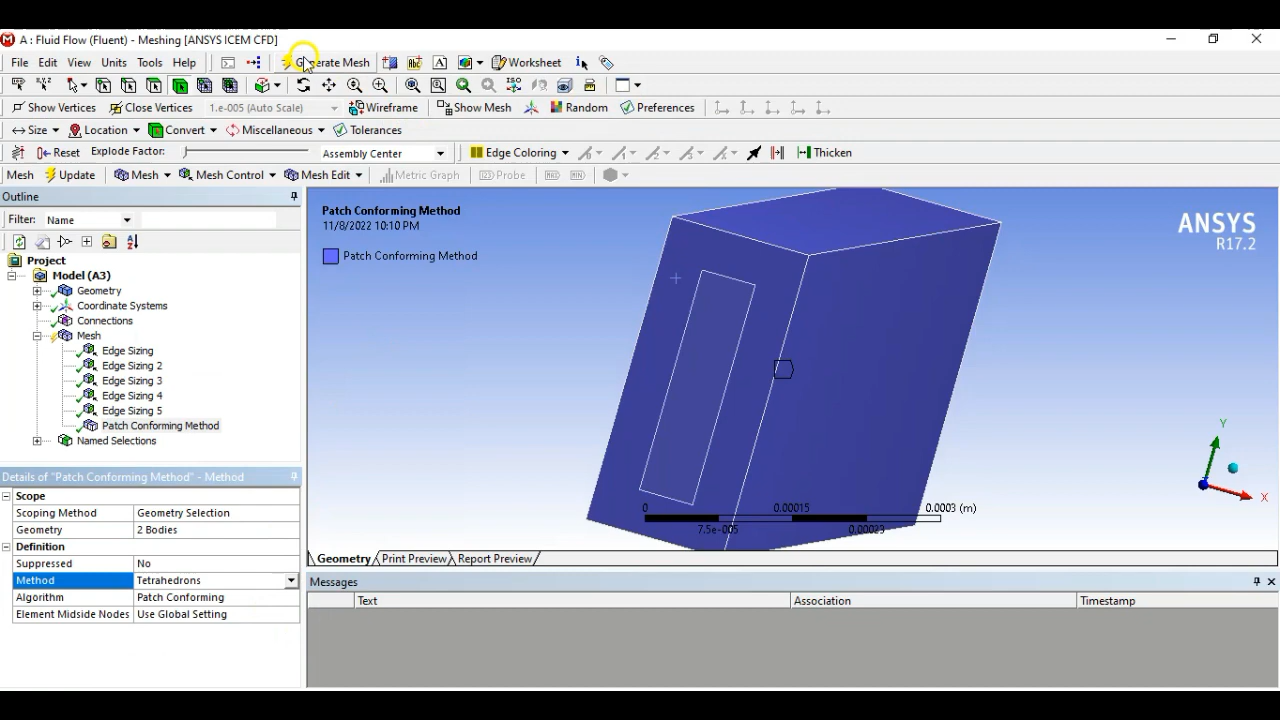 A : Fluid Flow (Fluent) - Meshing [ANSYS ICEM CFD]
File Edit View Units Tools Help Generate Mesh A Worksheet i
Show Vertices Close Vertices 1.e-005 (Auto Scale) Wireframe Show Mesh Random Preferences
Size Location Convert Miscellaneous Tolerances
Reset Explode Factor: Assembly Center Edge Coloring Thicken
Mesh Update Mesh Mesh Control Mesh Edit Metric Graph Probe MAX MIN
Outline
Filter: Name
Project
Model (A3)
Geometry
Coordinate Systems
Connections
Mesh
Edge Sizing
Edge Sizing 2
Edge Sizing 3
Edge Sizing 4
Edge Sizing 5
Patch Conforming Method
Named Selections
Details of "Patch Conforming Method" - Method
Scope
Scoping Method Geometry Selection
Geometry 2 Bodies
Definition
Suppressed No
Method Tetrahedrons
Algorithm Patch Conforming
Element Midside Nodes Use Global Setting
Patch Conforming Method
11/8/2022 10:10 PM
Patch Conforming Method
ANSYS
R17.2
Y
X
0 0.00015 0.0003 (m)
7.5e-005 0.00023
Geometry Print Preview Report Preview
Messages
Text Association Timestamp